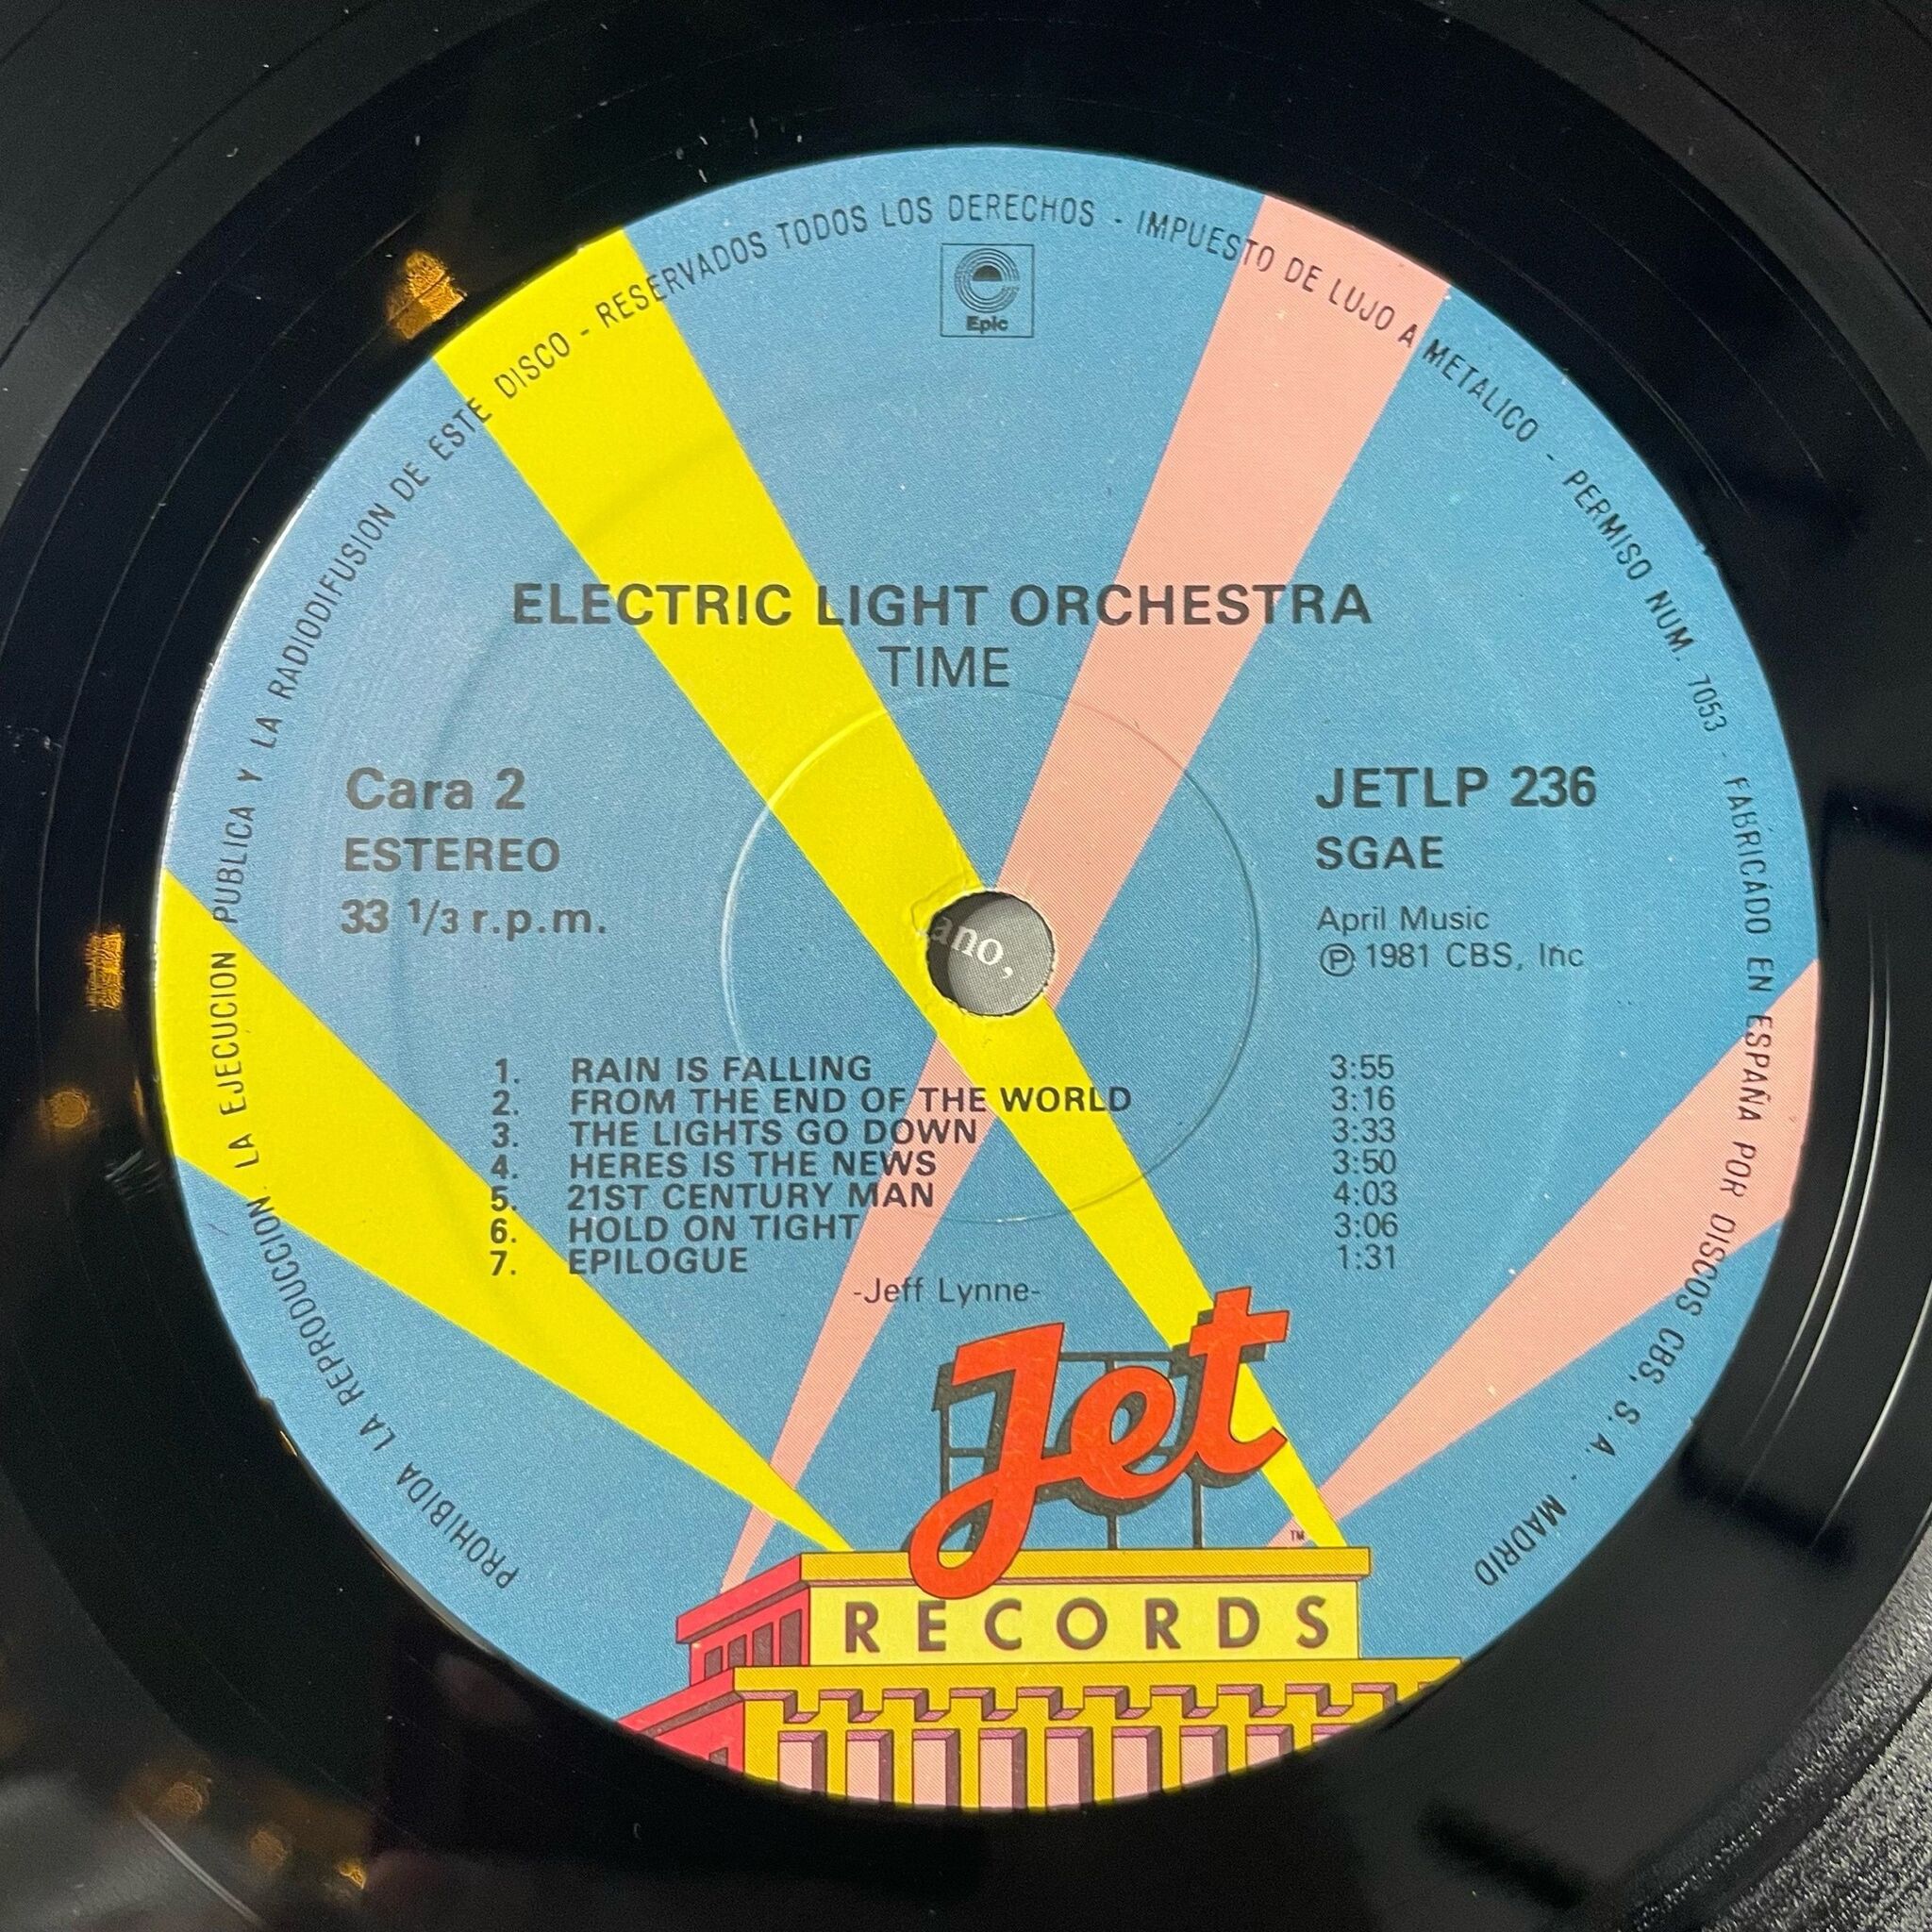 PROHIBIDA LA REPRODUCCION. LA EJECUCION PUBLICA Y LA RADIODIFUSION DE ESTE DISCO - RESERVADOS TODOS LOS DERECHOS - IMPUESTO DE LUJO A METALICO - PERMISO NUM. 7053 - FABRICADO EN ESPAÑA POR DISCOS CBS, S.A. - MADRID
Epic
ELECTRIC LIGHT ORCHESTRA
TIME
Cara 2
ESTEREO
33 1/3 r.p.m.
JETLP 236
SGAE
April Music
℗ 1981 CBS, Inc
ano,
1. RAIN IS FALLING 3:55
2. FROM THE END OF THE WORLD 3:16
3. THE LIGHTS GO DOWN 3:33
4. HERES IS THE NEWS 3:50
5. 21ST CENTURY MAN 4:03
6. HOLD ON TIGHT 3:06
7. EPILOGUE 1:31
-Jeff Lynne-
Jet
TM
RECORDS